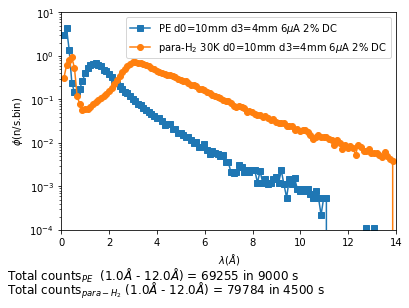 10¹
10⁰
10⁻¹
10⁻²
10⁻³
10⁻⁴
ϕ(n/s.bin)
PE d0=10mm d3=4mm 6μA 2% DC
para-H₂ 30K d0=10mm d3=4mm 6μA 2% DC
0 2 4 6 8 10 12 14
λ(Å)
Total counts_PE (1.0Å - 12.0Å) = 69255 in 9000 s
Total counts_para−H₂ (1.0Å - 12.0Å) = 79784 in 4500 s